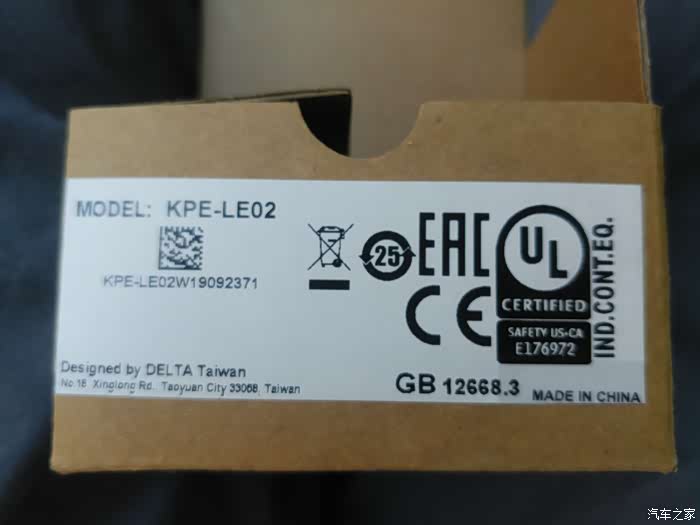 MODEL: KPE-LE02
KPE-LE02W19092371
25
EAC
CE
UL
CERTIFIED
SAFETY US-CA
E176972
IND.CONT.EQ.
Designed by DELTA Taiwan
No.18 Xinglong Rd., Taoyuan City 33068, Taiwan
GB 12668.3
MADE IN CHINA
汽车之家